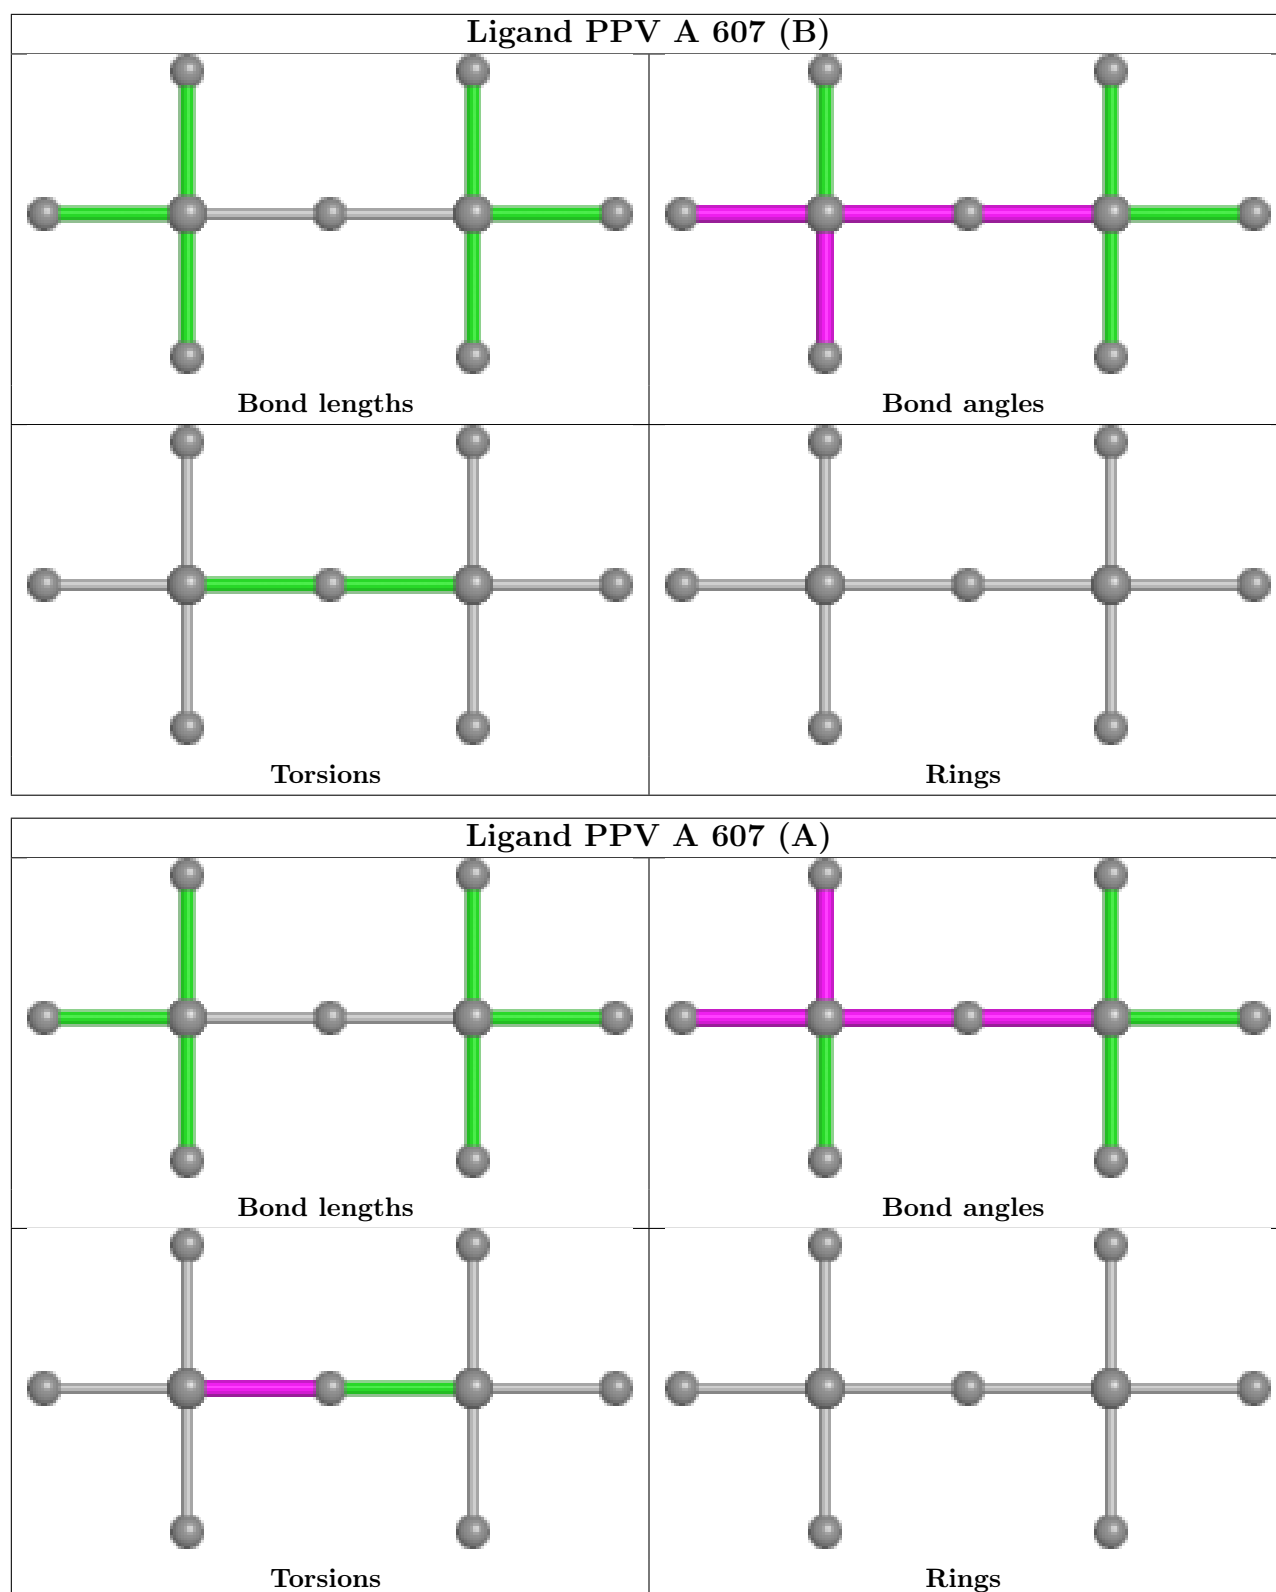 Ligand PPV A 607 (B)
Bond lengths
Bond angles
Torsions
Rings
Ligand PPV A 607 (A)
Bond lengths
Bond angles
Torsions
Rings